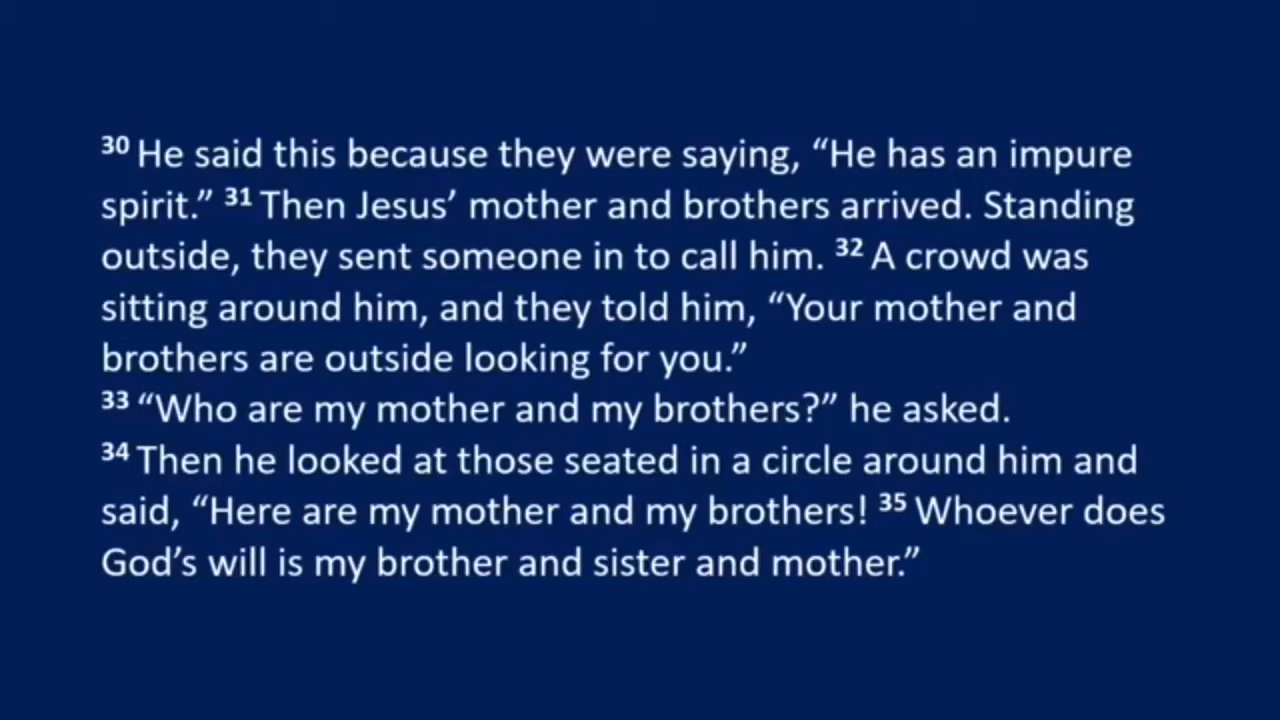 30 He said this because they were saying, “He has an impure
spirit.” 31 Then Jesus’ mother and brothers arrived. Standing
outside, they sent someone in to call him. 32 A crowd was
sitting around him, and they told him, “Your mother and
brothers are outside looking for you.”
33 “Who are my mother and my brothers?” he asked.
34 Then he looked at those seated in a circle around him and
said, “Here are my mother and my brothers! 35 Whoever does
God’s will is my brother and sister and mother.”